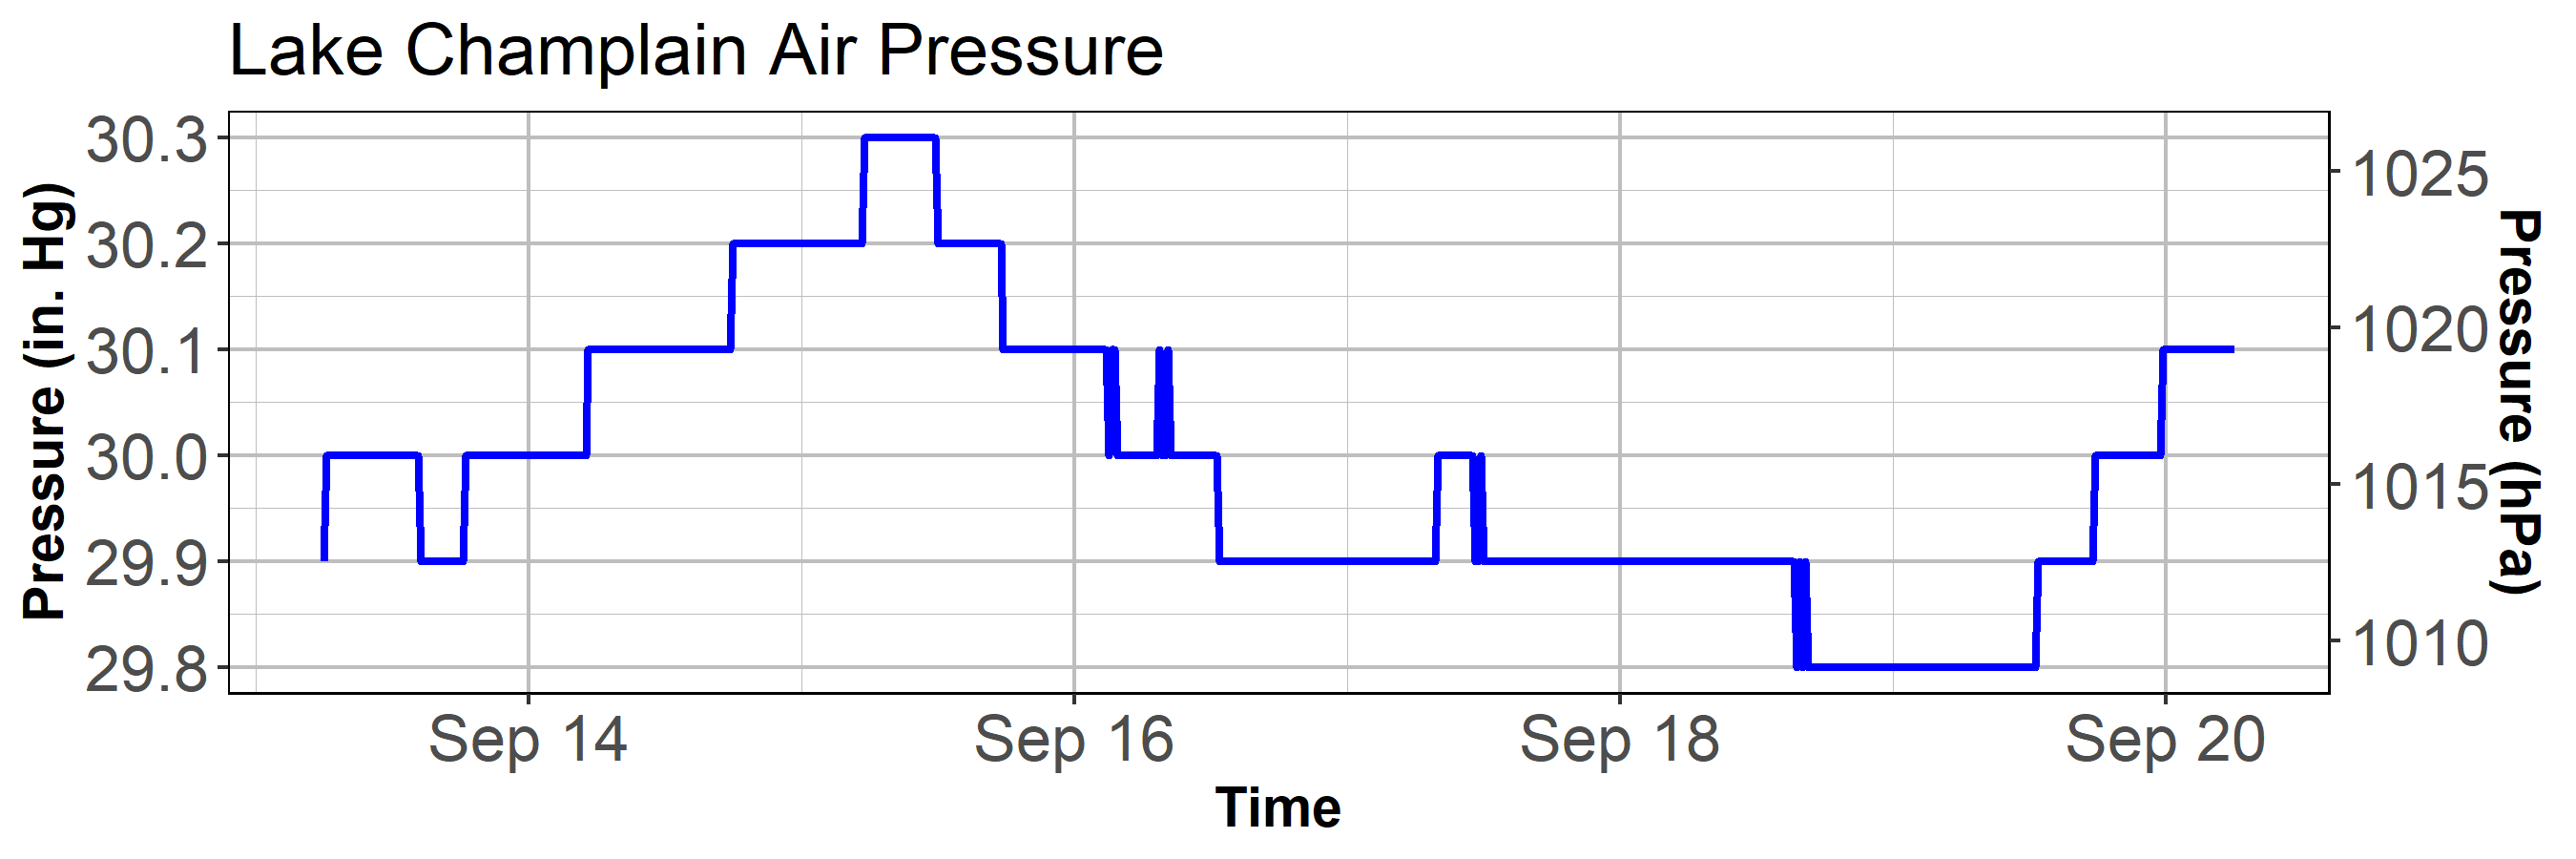 Lake Champlain Air Pressure
Pressure (in. Hg)
30.3
30.2
30.1
30.0
29.9
29.8
1025
1020
1015
1010
Pressure (hPa)
Sep 14 Sep 16 Sep 18 Sep 20
Time